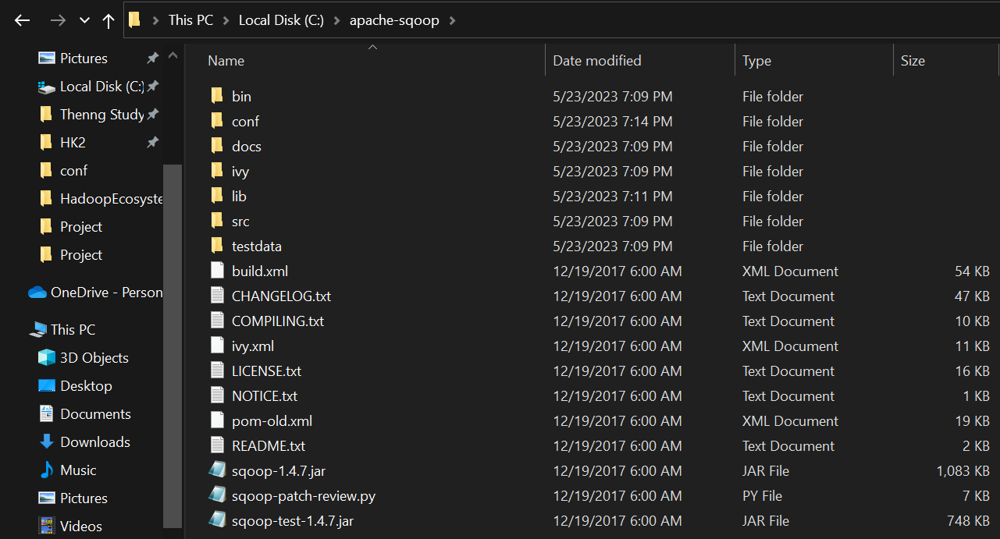 This PC > Local Disk (C:) > apache-sqoop >
Pictures
Local Disk (C:)
Thenng Study
HK2
conf
HadoopEcosyste
Project
Project
OneDrive - Person
This PC
3D Objects
Desktop
Documents
Downloads
Music
Pictures
Videos
Name Date modified Type Size
bin 5/23/2023 7:09 PM File folder
conf 5/23/2023 7:14 PM File folder
docs 5/23/2023 7:09 PM File folder
ivy 5/23/2023 7:09 PM File folder
lib 5/23/2023 7:11 PM File folder
src 5/23/2023 7:09 PM File folder
testdata 5/23/2023 7:09 PM File folder
build.xml 12/19/2017 6:00 AM XML Document 54 KB
CHANGELOG.txt 12/19/2017 6:00 AM Text Document 47 KB
COMPILING.txt 12/19/2017 6:00 AM Text Document 10 KB
ivy.xml 12/19/2017 6:00 AM XML Document 11 KB
LICENSE.txt 12/19/2017 6:00 AM Text Document 16 KB
NOTICE.txt 12/19/2017 6:00 AM Text Document 1 KB
pom-old.xml 12/19/2017 6:00 AM XML Document 19 KB
README.txt 12/19/2017 6:00 AM Text Document 2 KB
sqoop-1.4.7.jar 12/19/2017 6:00 AM JAR File 1,083 KB
sqoop-patch-review.py 12/19/2017 6:00 AM PY File 7 KB
sqoop-test-1.4.7.jar 12/19/2017 6:00 AM JAR File 748 KB